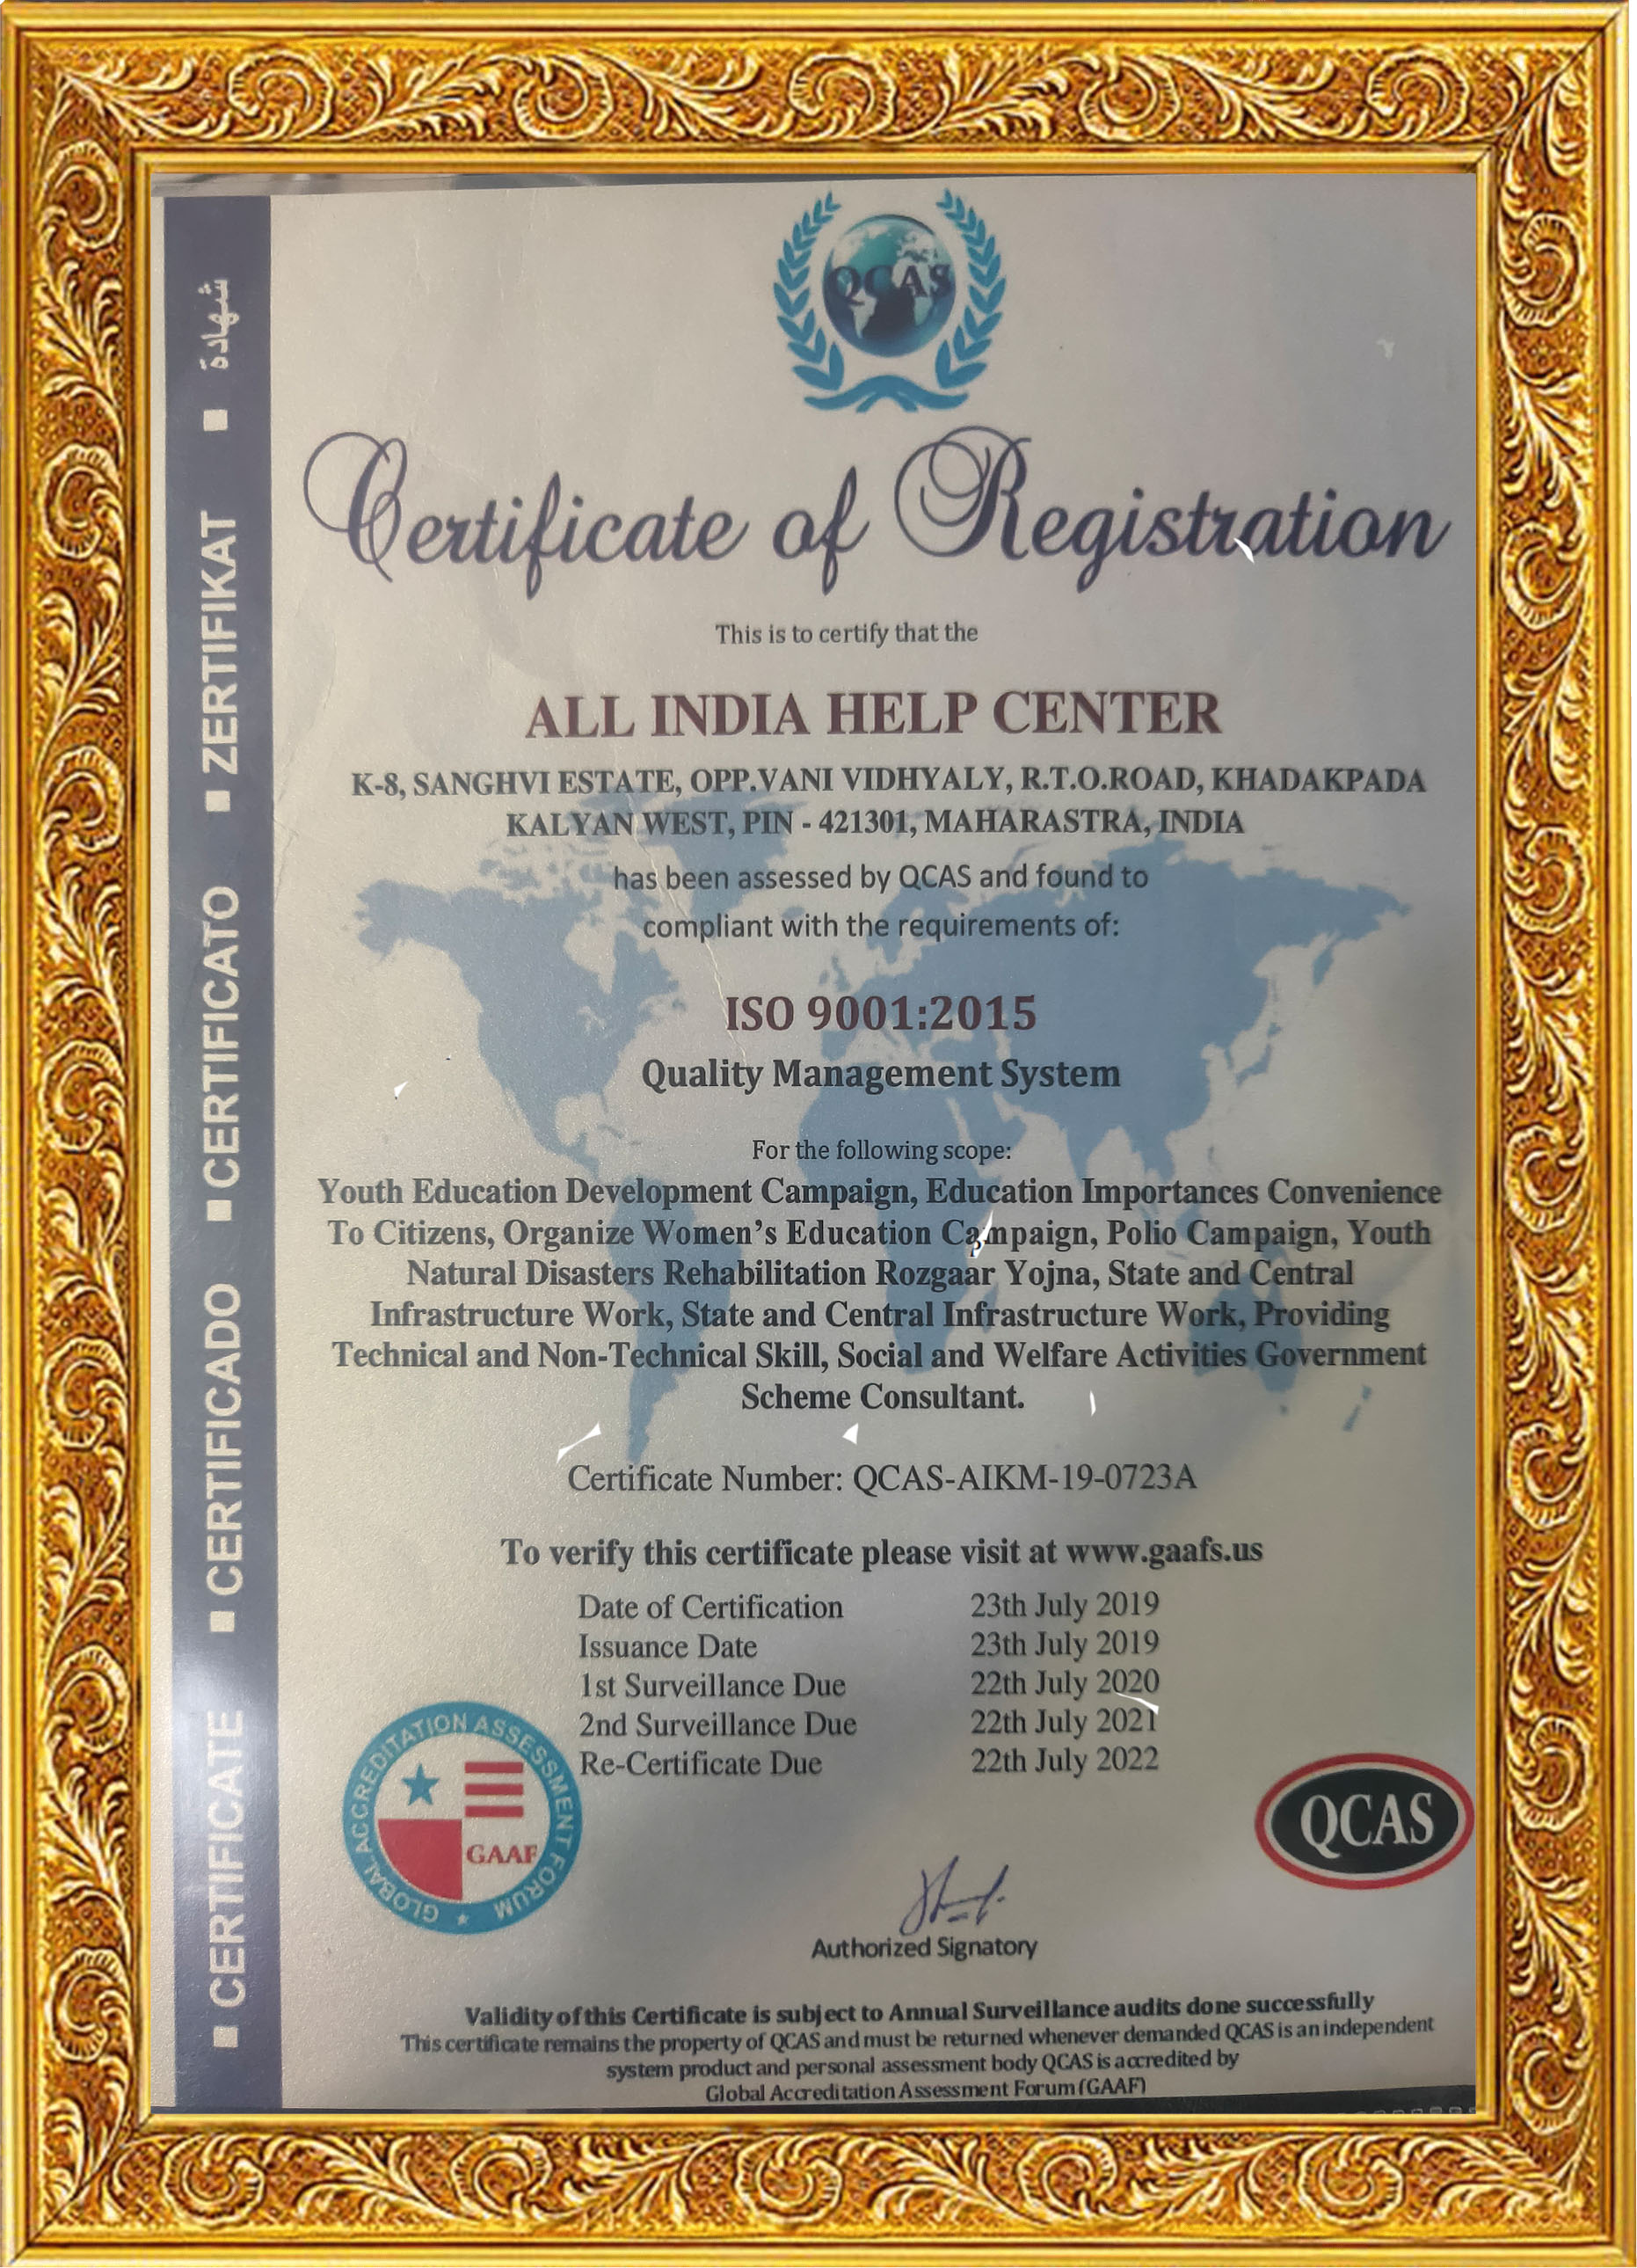 QCAS
Certificate of Registration
This is to certify that the
ALL INDIA HELP CENTER
K-8, SANGHVI ESTATE, OPP.VANI VIDHYALY, R.T.O.ROAD, KHADAKPADA
KALYAN WEST, PIN - 421301, MAHARASTRA, INDIA
has been assessed by QCAS and found to
compliant with the requirements of:
ISO 9001:2015
Quality Management System
For the following scope:
Youth Education Development Campaign, Education Importances Convenience
To Citizens, Organize Women's Education Campaign, Polio Campaign, Youth
Natural Disasters Rehabilitation Rozgaar Yojna, State and Central
Infrastructure Work, State and Central Infrastructure Work, Providing
Technical and Non-Technical Skill, Social and Welfare Activities Government
Scheme Consultant.
Certificate Number: QCAS-AIKM-19-0723A
To verify this certificate please visit at www.gaafs.us
Date of Certification 23th July 2019
Issuance Date 23th July 2019
1st Surveillance Due 22th July 2020
2nd Surveillance Due 22th July 2021
Re-Certificate Due 22th July 2022
GLOBAL ACCREDITATION ASSESSMENT FORUM
GAAF
QCAS
Authorized Signatory
Validity of this Certificate is subject to Annual Surveillance audits done successfully
This certificate remains the property of QCAS and must be returned whenever demanded QCAS is an independent
system product and personal assessment body QCAS is accredited by
Global Accreditation Assessment Forum (GAAF)
■ CERTIFICATE ■ CERTIFICADO ■ CERTIFICATO ■ ZERTIFIKAT ■ شهادة